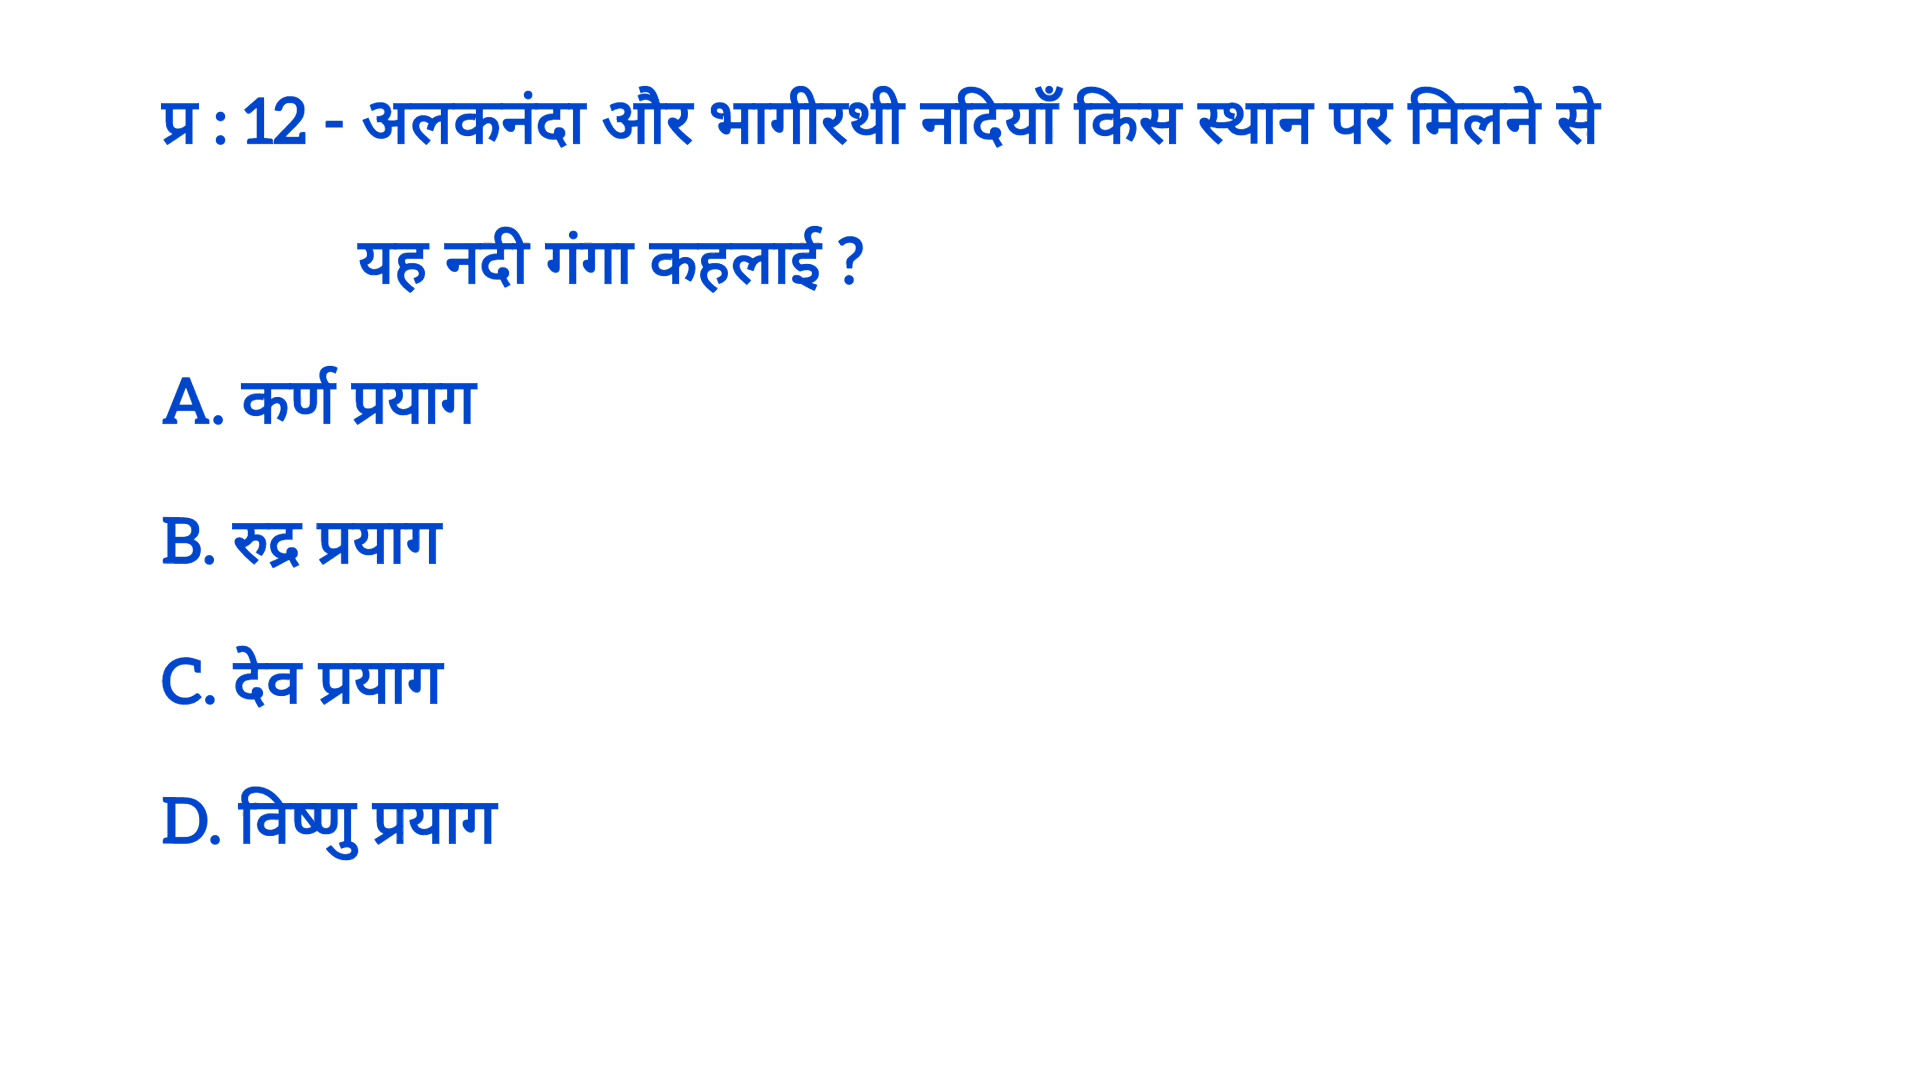 प्र : 12 - अलकनंदा और भागीरथी नदियाँ किस स्थान पर मिलने से
यह नदी गंगा कहलाई ?
A. कर्ण प्रयाग
B. रुद्र प्रयाग
C. देव प्रयाग
D. विष्णु प्रयाग